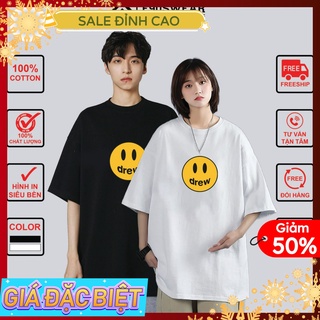 SALE ĐỈNH CAO
100%
COTTON
FREE
FREESHIP
100%
CHẤT LƯỢNG
TƯ VẤN
TẬN TÂM
HÌNH IN
SIÊU BỀN
FREE
ĐỔI HÀNG
COLOR
drew
drew
Giảm
50%
GIÁ ĐẶC BIỆT